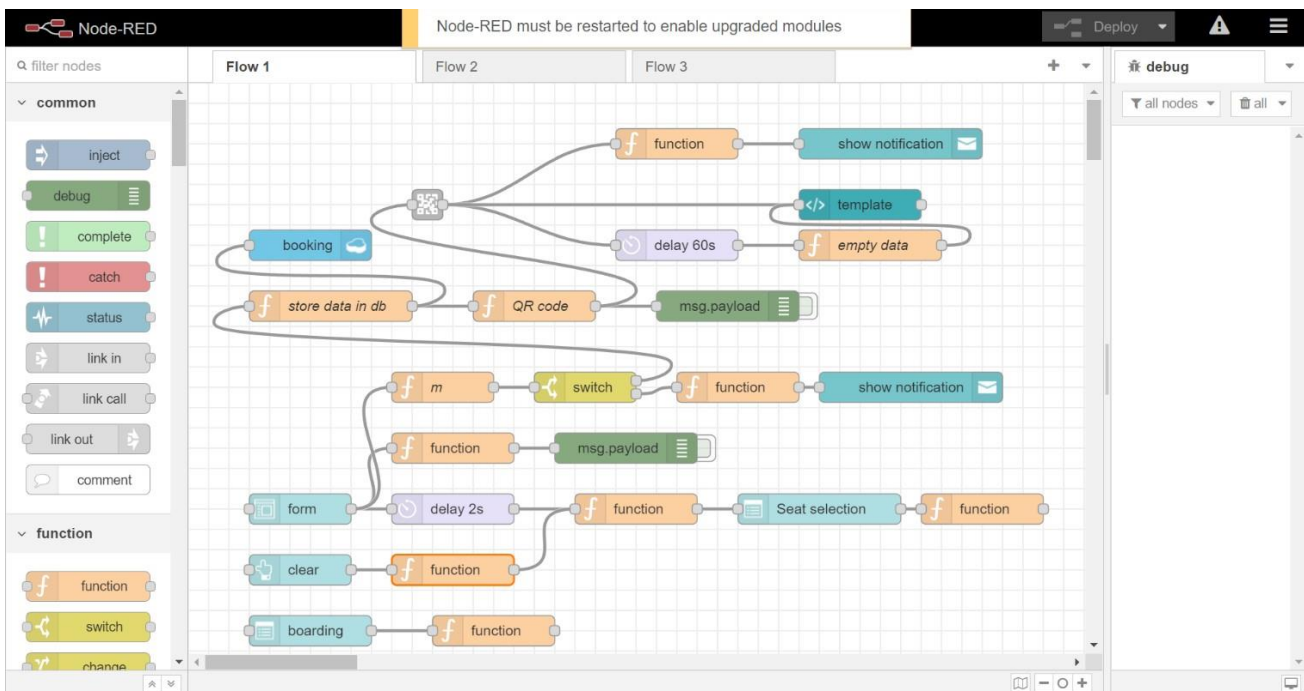 Node-RED
Node-RED must be restarted to enable upgraded modules
Deploy
filter nodes
common
inject
debug
complete
catch
status
link in
link call
link out
comment
function
function
switch
change
Flow 1
Flow 2
Flow 3
function
show notification
template
booking
delay 60s
empty data
store data in db
QR code
msg.payload
m
switch
function
show notification
function
msg.payload
form
delay 2s
function
Seat selection
function
clear
function
boarding
function
debug
all nodes
all